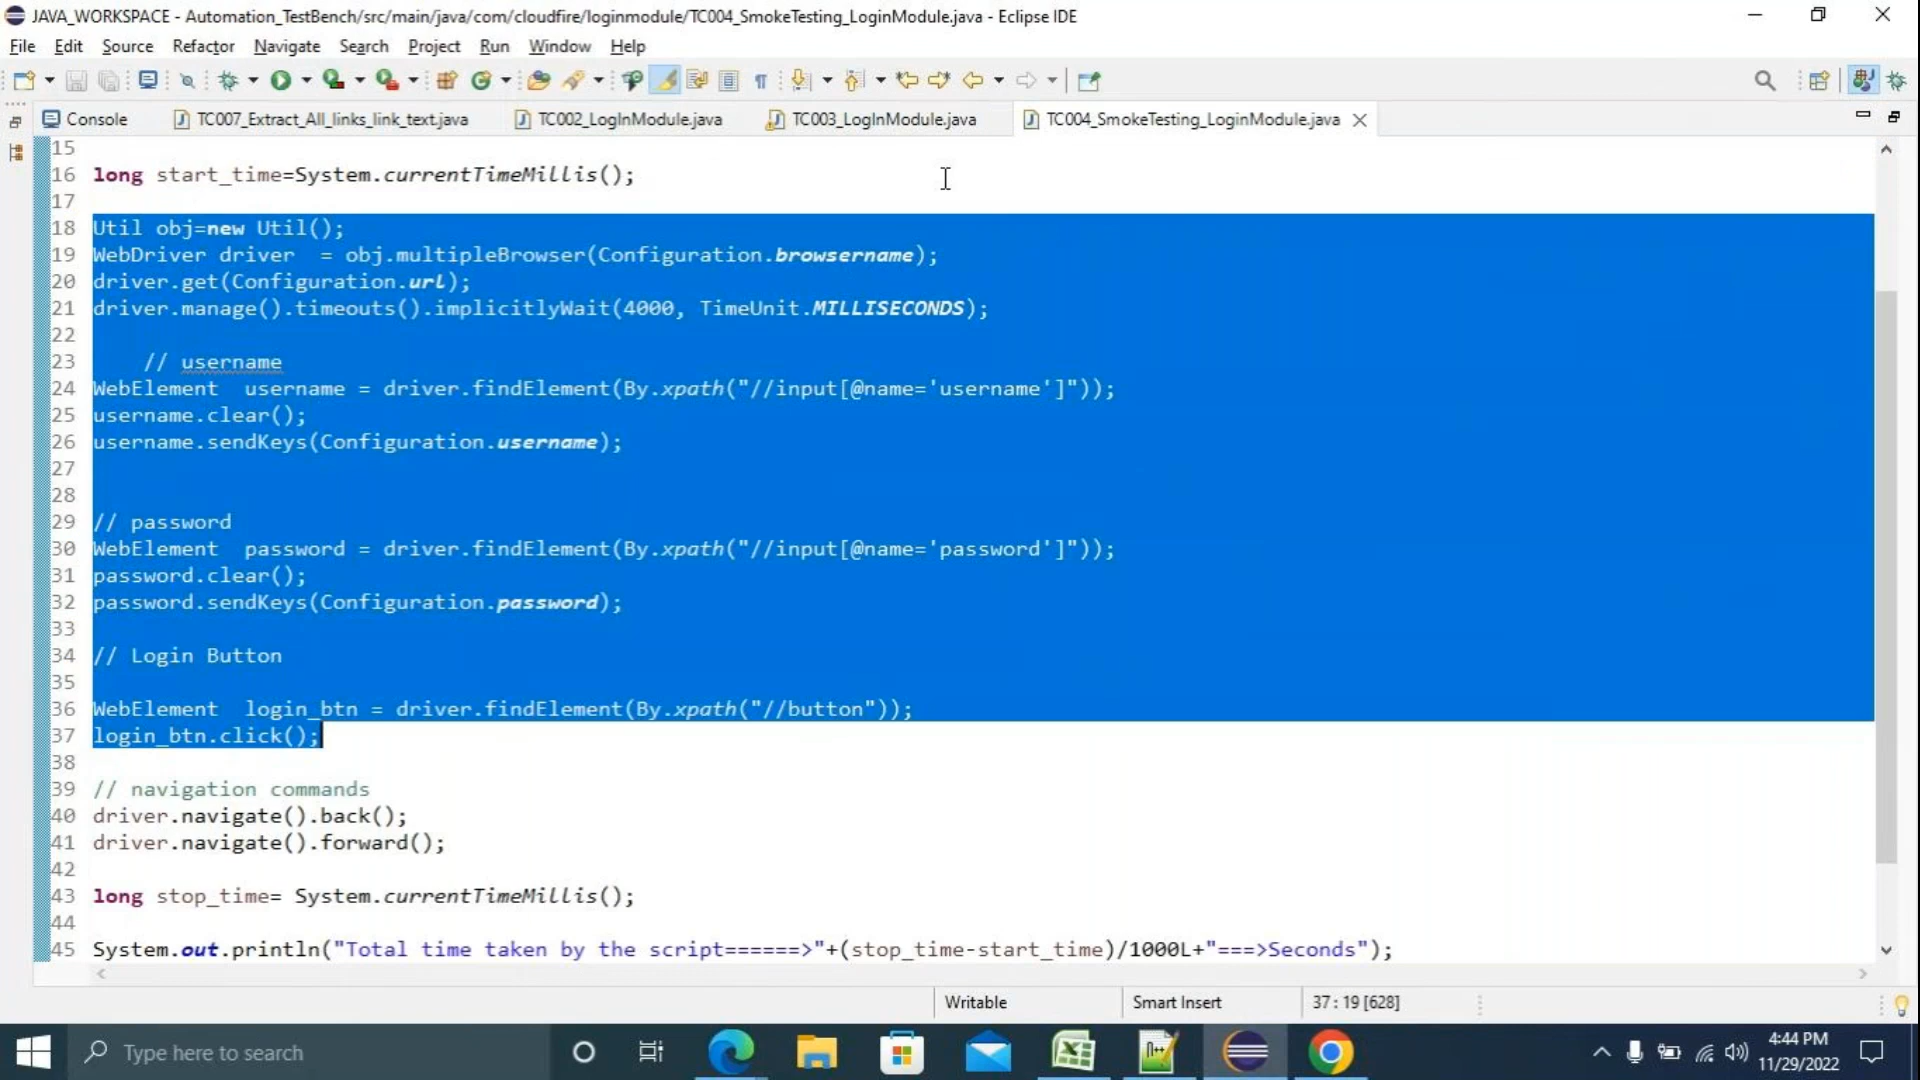 JAVA_WORKSPACE - Automation_TestBench/src/main/java/com/cloudfire/loginmodule/TC004_SmokeTesting_LoginModule.java - Eclipse IDE
File Edit Source Refactor Navigate Search Project Run Window Help
Console TC007_Extract_All_links_link_text.java TC002_LogInModule.java TC003_LogInModule.java TC004_SmokeTesting_LoginModule.java
15
16 long start_time=System.currentTimeMillis();
17
18 Util obj=new Util();
19 WebDriver driver  = obj.multipleBrowser(Configuration.browsername);
20 driver.get(Configuration.url);
21 driver.manage().timeouts().implicitlyWait(4000, TimeUnit.MILLISECONDS);
22
23     // username
24 WebElement  username = driver.findElement(By.xpath("//input[@name='username']"));
25 username.clear();
26 username.sendKeys(Configuration.username);
27
28
29 // password
30 WebElement  password = driver.findElement(By.xpath("//input[@name='password']"));
31 password.clear();
32 password.sendKeys(Configuration.password);
33
34 // Login Button
35
36 WebElement  login_btn = driver.findElement(By.xpath("//button"));
37 login_btn.click();
38
39 // navigation commands
40 driver.navigate().back();
41 driver.navigate().forward();
42
43 long stop_time= System.currentTimeMillis();
44
45 System.out.println("Total time taken by the script======>"+(stop_time-start_time)/1000L+"===>Seconds");
Writable Smart Insert 37 : 19 [628]
Type here to search
4:44 PM
11/29/2022